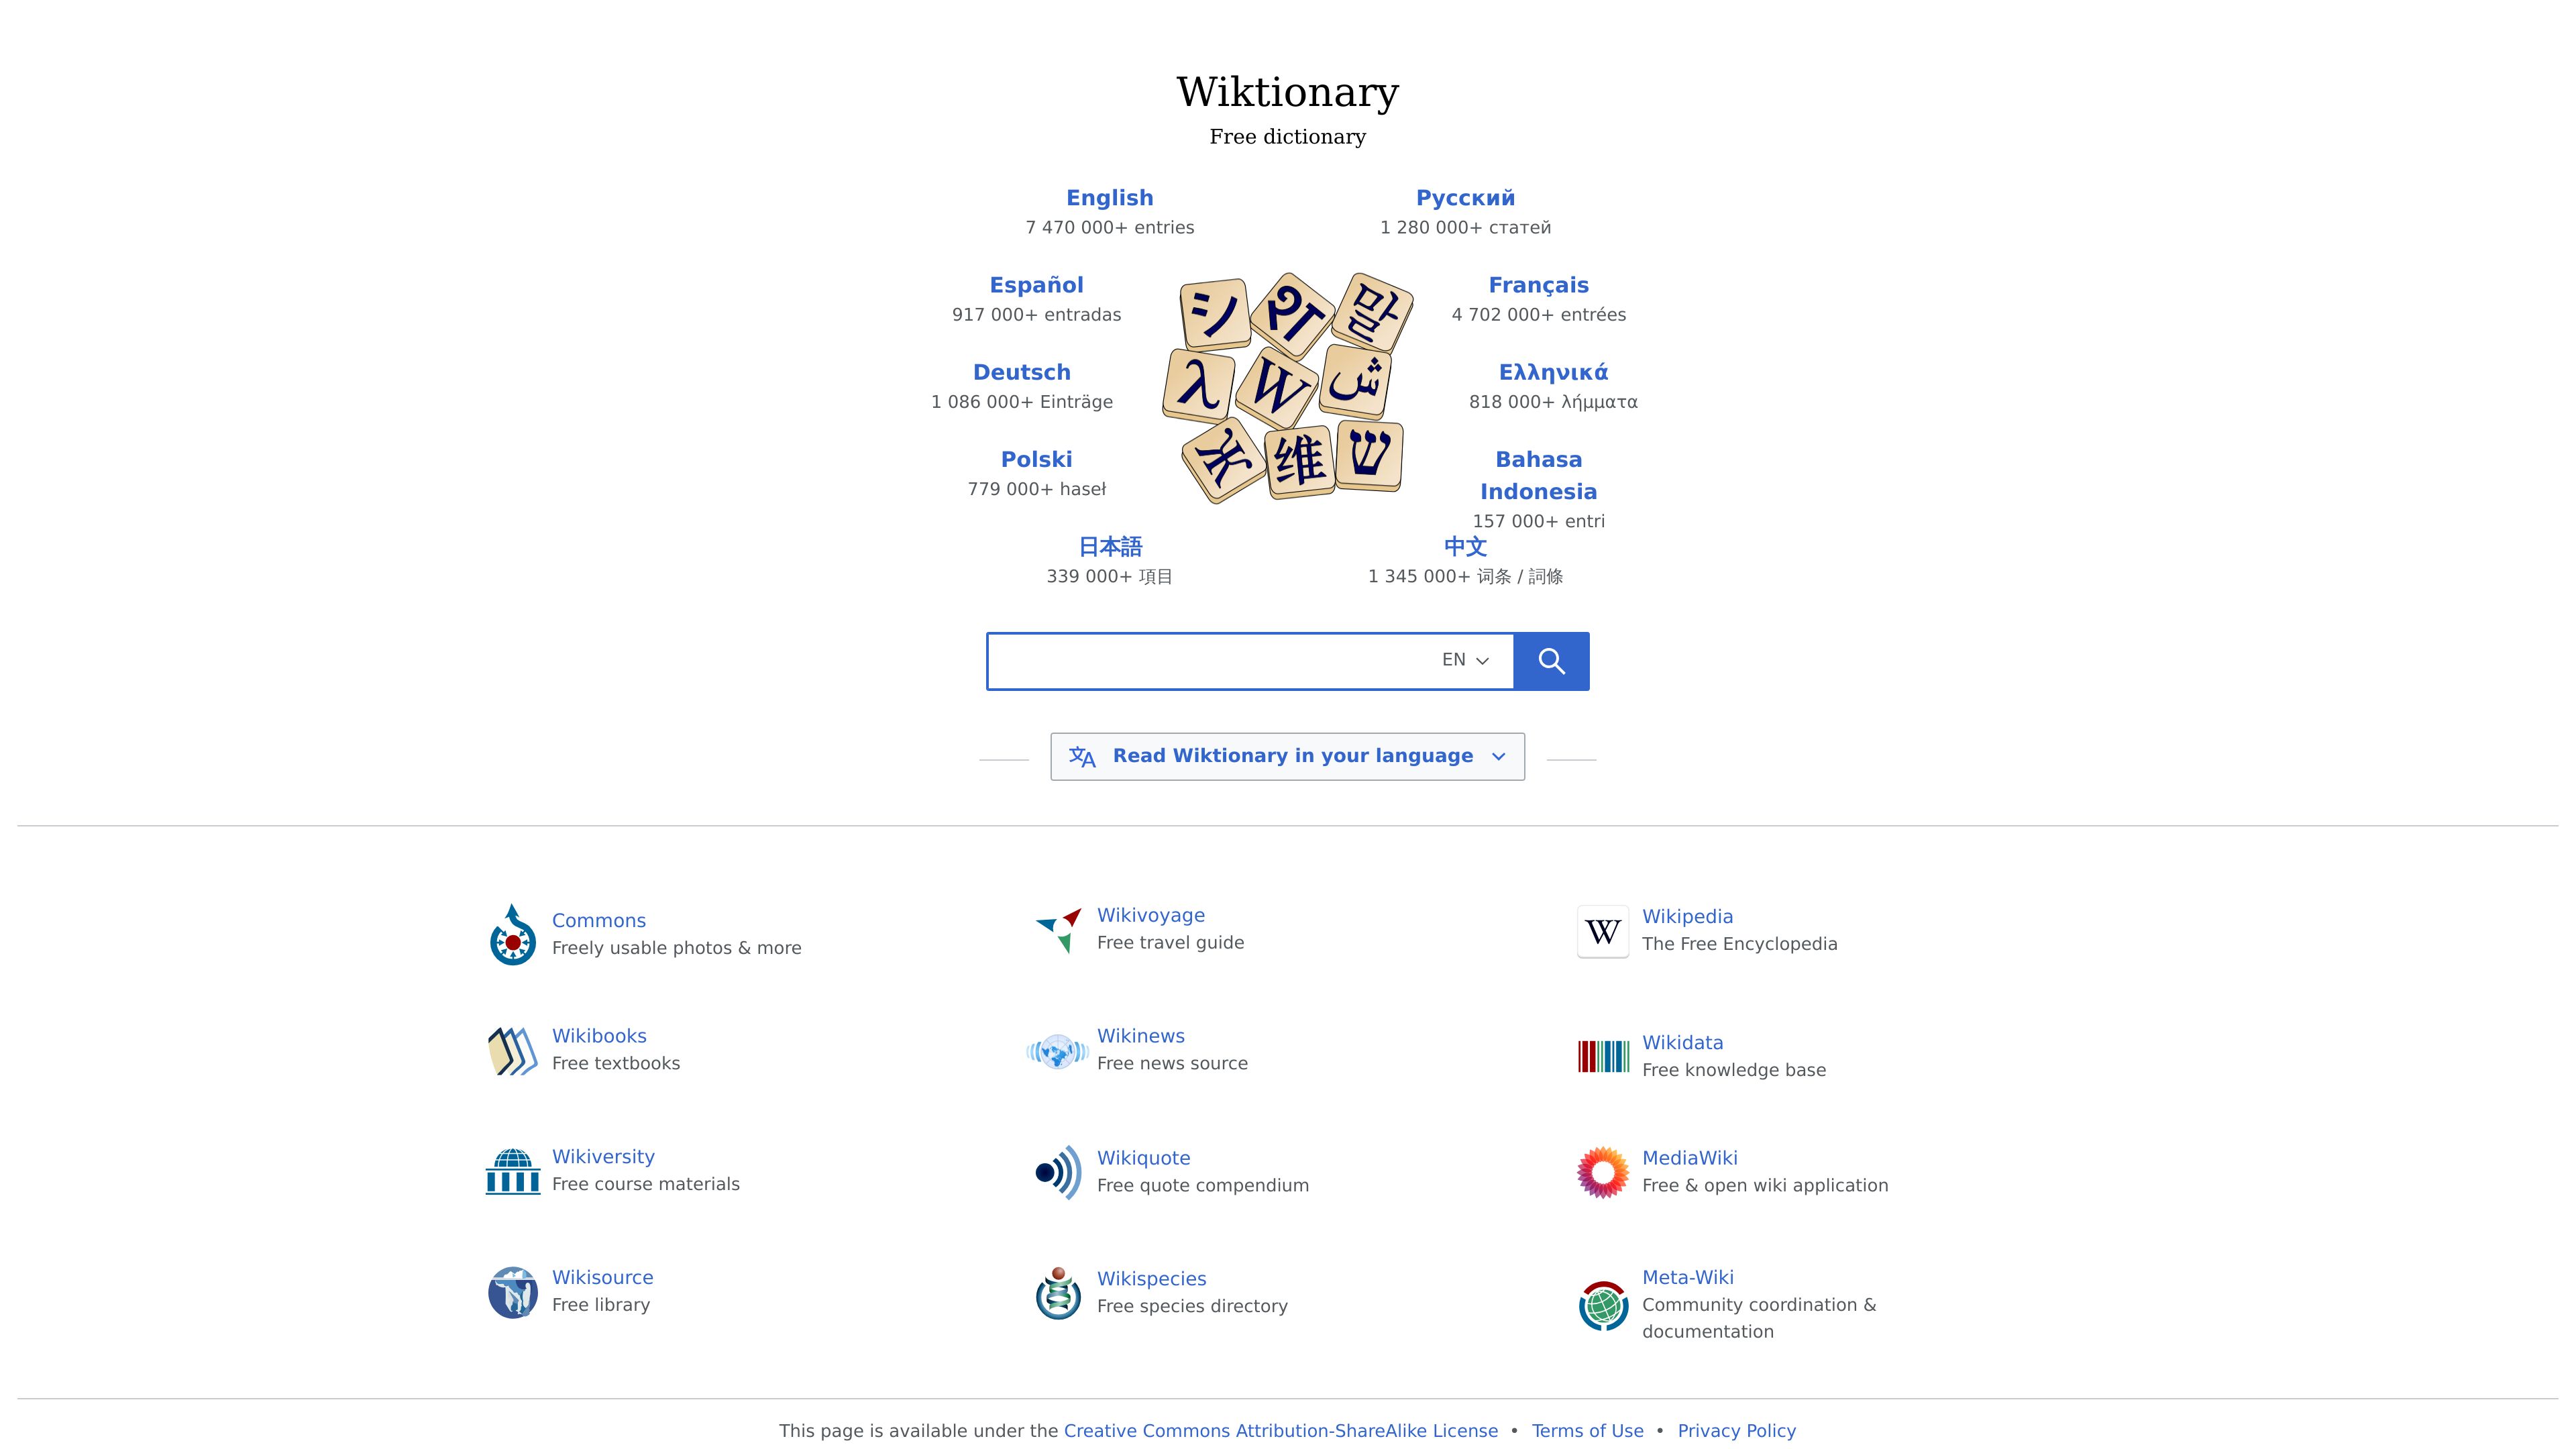 Wiktionary
Free dictionary
English
7 470 000+ entries
Русский
1 280 000+ статей
Español
917 000+ entradas
Français
4 702 000+ entrées
Deutsch
1 086 000+ Einträge
Ελληνικά
818 000+ λήμματα
Polski
779 000+ haseł
Bahasa
Indonesia
157 000+ entri
日本語
339 000+ 項目
中文
1 345 000+ 词条 / 詞條
シ शा 말
λ W ش
Ж 维 ש
EN
Read Wiktionary in your language
Commons
Freely usable photos & more
Wikivoyage
Free travel guide
W
Wikipedia
The Free Encyclopedia
Wikibooks
Free textbooks
Wikinews
Free news source
Wikidata
Free knowledge base
Wikiversity
Free course materials
Wikiquote
Free quote compendium
MediaWiki
Free & open wiki application
Wikisource
Free library
Wikispecies
Free species directory
Meta-Wiki
Community coordination &
documentation
This page is available under the Creative Commons Attribution-ShareAlike License • Terms of Use • Privacy Policy